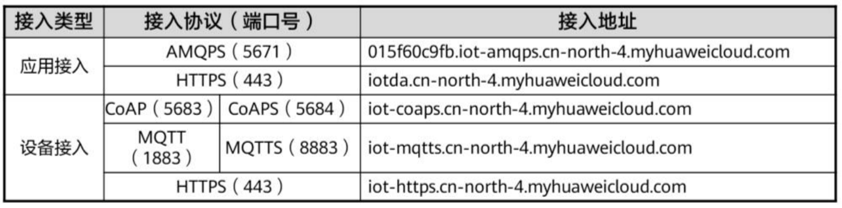 接入类型 接入协议（端口号） 接入地址
应用接入 AMQPS（5671） 015f60c9fb.iot-amqps.cn-north-4.myhuaweicloud.com
HTTPS（443） iotda.cn-north-4.myhuaweicloud.com
设备接入 CoAP（5683） CoAPS（5684） iot-coaps.cn-north-4.myhuaweicloud.com
MQTT
（1883） MQTTS（8883） iot-mqtts.cn-north-4.myhuaweicloud.com
HTTPS（443） iot-https.cn-north-4.myhuaweicloud.com